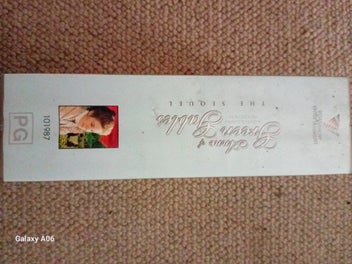 Anne of
Green Gables
THE SEQUEL
101987
PG
Galaxy A06